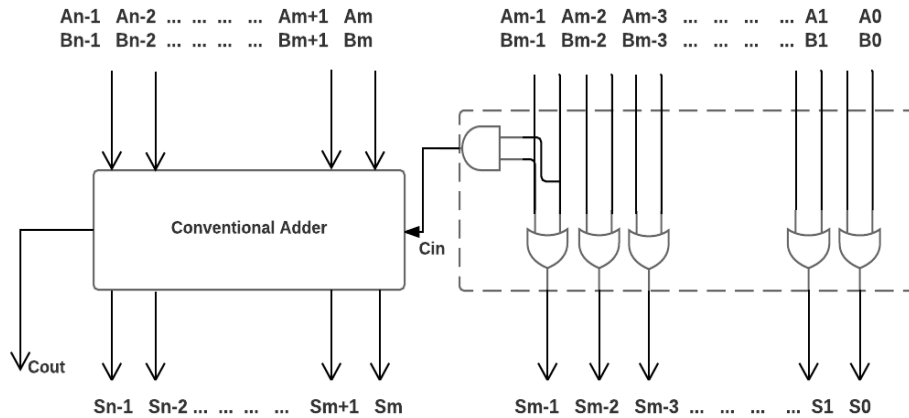 An-1 An-2 ... ... ... ... Am+1 Am Am-1 Am-2 Am-3 ... ... ... ... A1 A0
Bn-1 Bn-2 ... ... ... ... Bm+1 Bm Bm-1 Bm-2 Bm-3 ... ... ... ... B1 B0
Conventional Adder
Cin
Cout
Sn-1 Sn-2 ... ... ... ... Sm+1 Sm Sm-1 Sm-2 Sm-3 ... ... ... ... S1 S0